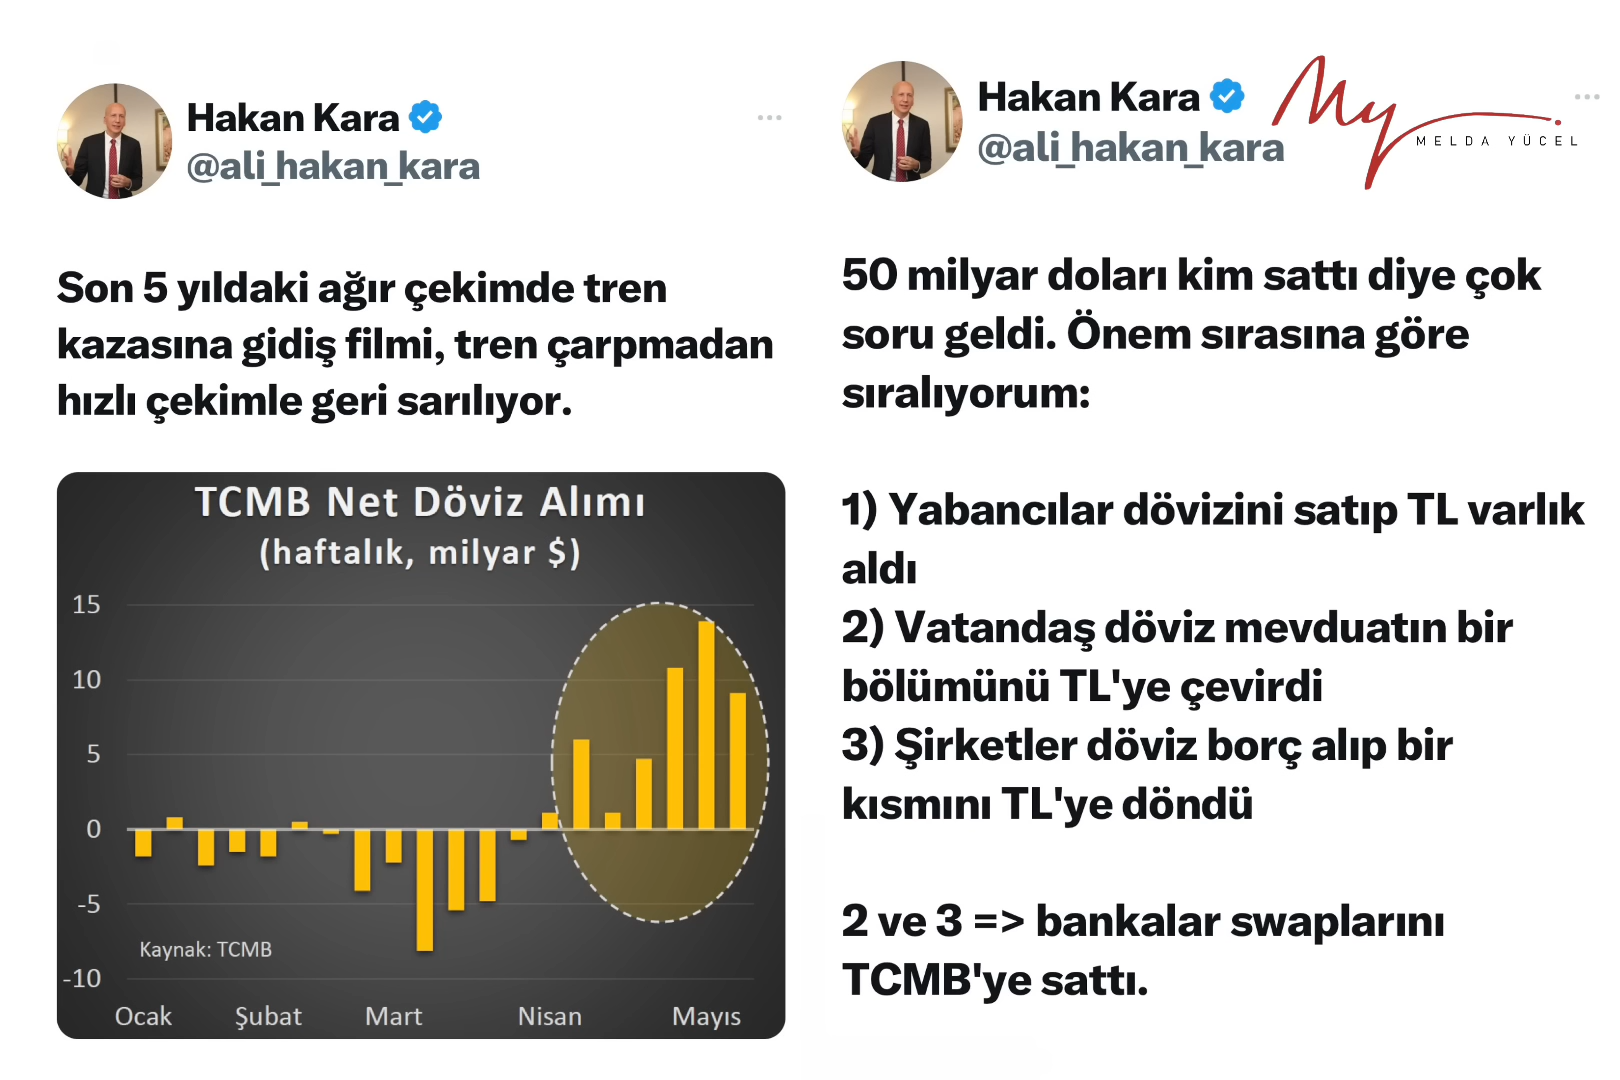 Hakan Kara
@ali_hakan_kara
Son 5 yıldaki ağır çekimde tren
kazasına gidiş filmi, tren çarpmadan
hızlı çekimle geri sarılıyor.
TCMB Net Döviz Alımı
(haftalık, milyar $)
15
10
5
0
-5
-10
Kaynak: TCMB
Ocak Şubat Mart Nisan Mayıs
Hakan Kara
@ali_hakan_kara
My
MELDA YÜCEL
50 milyar doları kim sattı diye çok
soru geldi. Önem sırasına göre
sıralıyorum:
1) Yabancılar dövizini satıp TL varlık
aldı
2) Vatandaş döviz mevduatın bir
bölümünü TL'ye çevirdi
3) Şirketler döviz borç alıp bir
kısmını TL'ye döndü
2 ve 3 => bankalar swaplarını
TCMB'ye sattı.